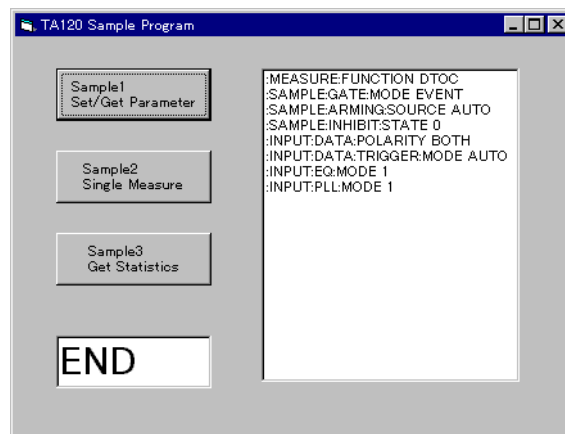 TA120 Sample Program
Sample1
Set/Get Parameter
Sample2
Single Measure
Sample3
Get Statistics
END
:MEASURE:FUNCTION DTOC
:SAMPLE:GATE:MODE EVENT
:SAMPLE:ARMING:SOURCE AUTO
:SAMPLE:INHIBIT:STATE 0
:INPUT:DATA:POLARITY BOTH
:INPUT:DATA:TRIGGER:MODE AUTO
:INPUT:EQ:MODE 1
:INPUT:PLL:MODE 1